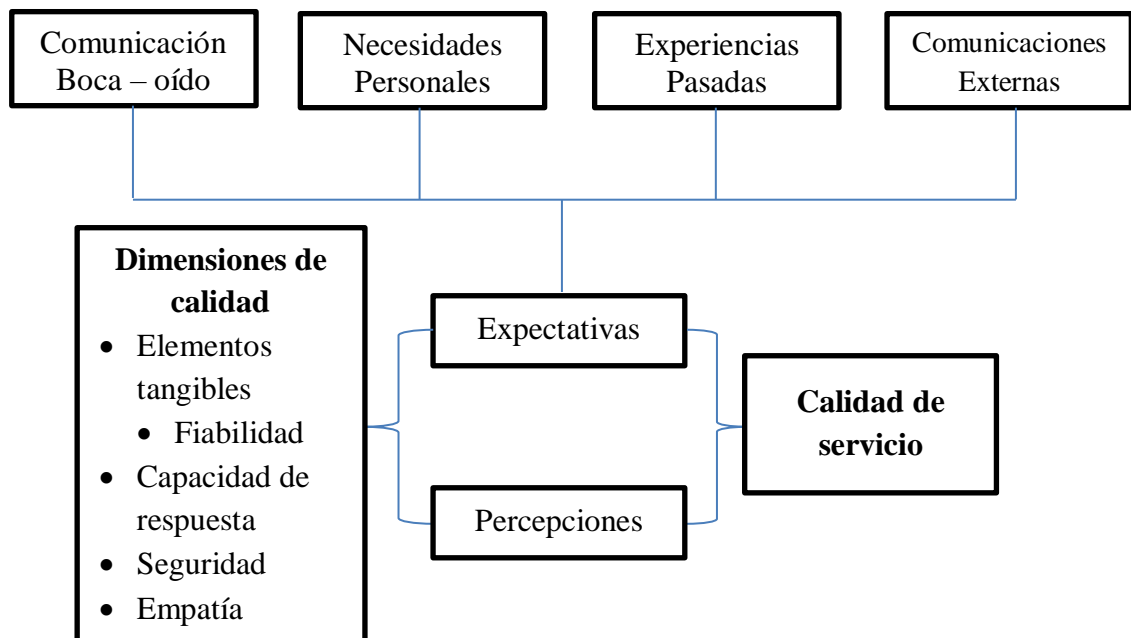 Comunicación
Boca – oído
Necesidades
Personales
Experiencias
Pasadas
Comunicaciones
Externas
Dimensiones de
calidad
• Elementos
tangibles
• Fiabilidad
• Capacidad de
respuesta
• Seguridad
• Empatía
Expectativas
Percepciones
Calidad de
servicio